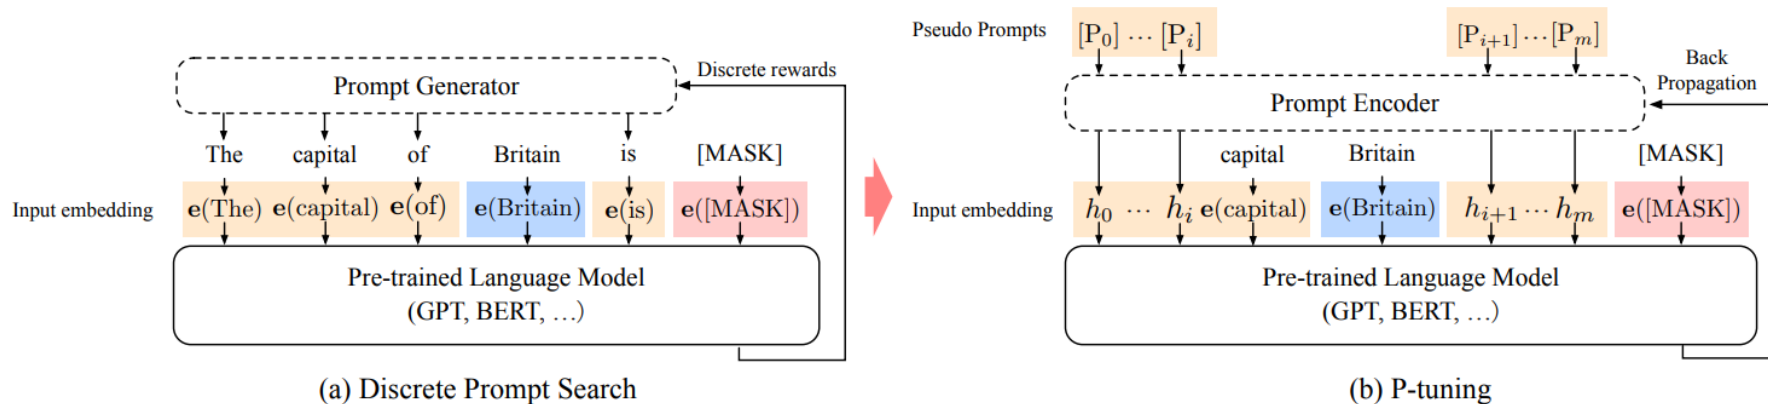 Prompt Generator
Discrete rewards
The capital of Britain is [MASK]
Input embedding e(The) e(capital) e(of) e(Britain) e(is) e([MASK])
Pre-trained Language Model
(GPT, BERT, …)
(a) Discrete Prompt Search
Pseudo Prompts [P₀] ⋯ [Pᵢ] [Pᵢ₊₁] ⋯ [Pₘ]
Back
Propagation
Prompt Encoder
capital Britain [MASK]
Input embedding h₀ ⋯ hᵢ e(capital) e(Britain) hᵢ₊₁ ⋯ hₘ e([MASK])
Pre-trained Language Model
(GPT, BERT, …)
(b) P-tuning